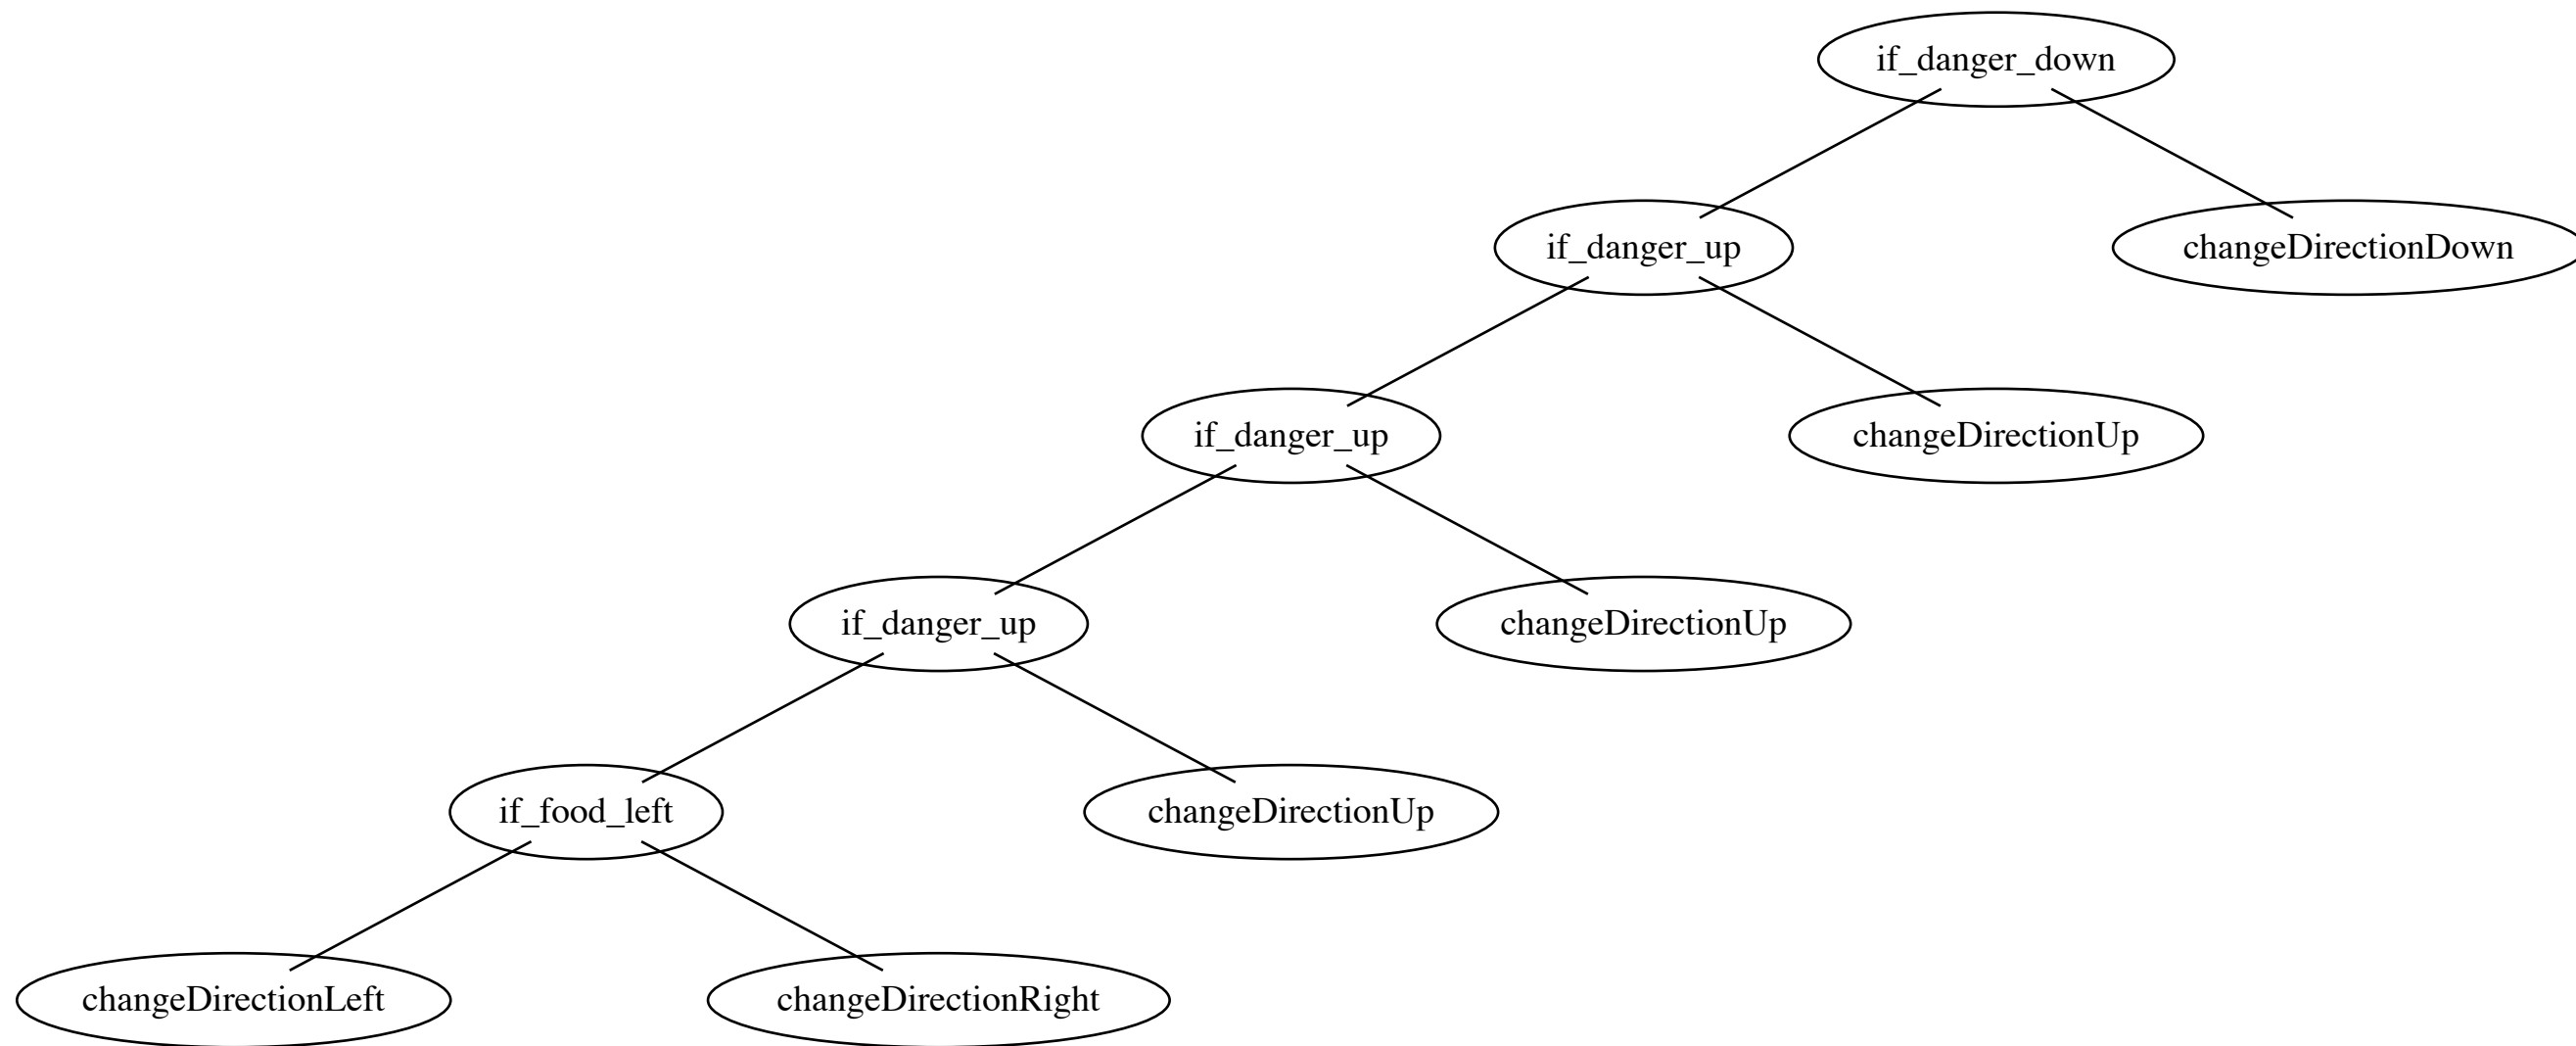 if_danger_down
if_danger_up
changeDirectionDown
if_danger_up
changeDirectionUp
if_danger_up
changeDirectionUp
if_food_left
changeDirectionUp
changeDirectionLeft
changeDirectionRight